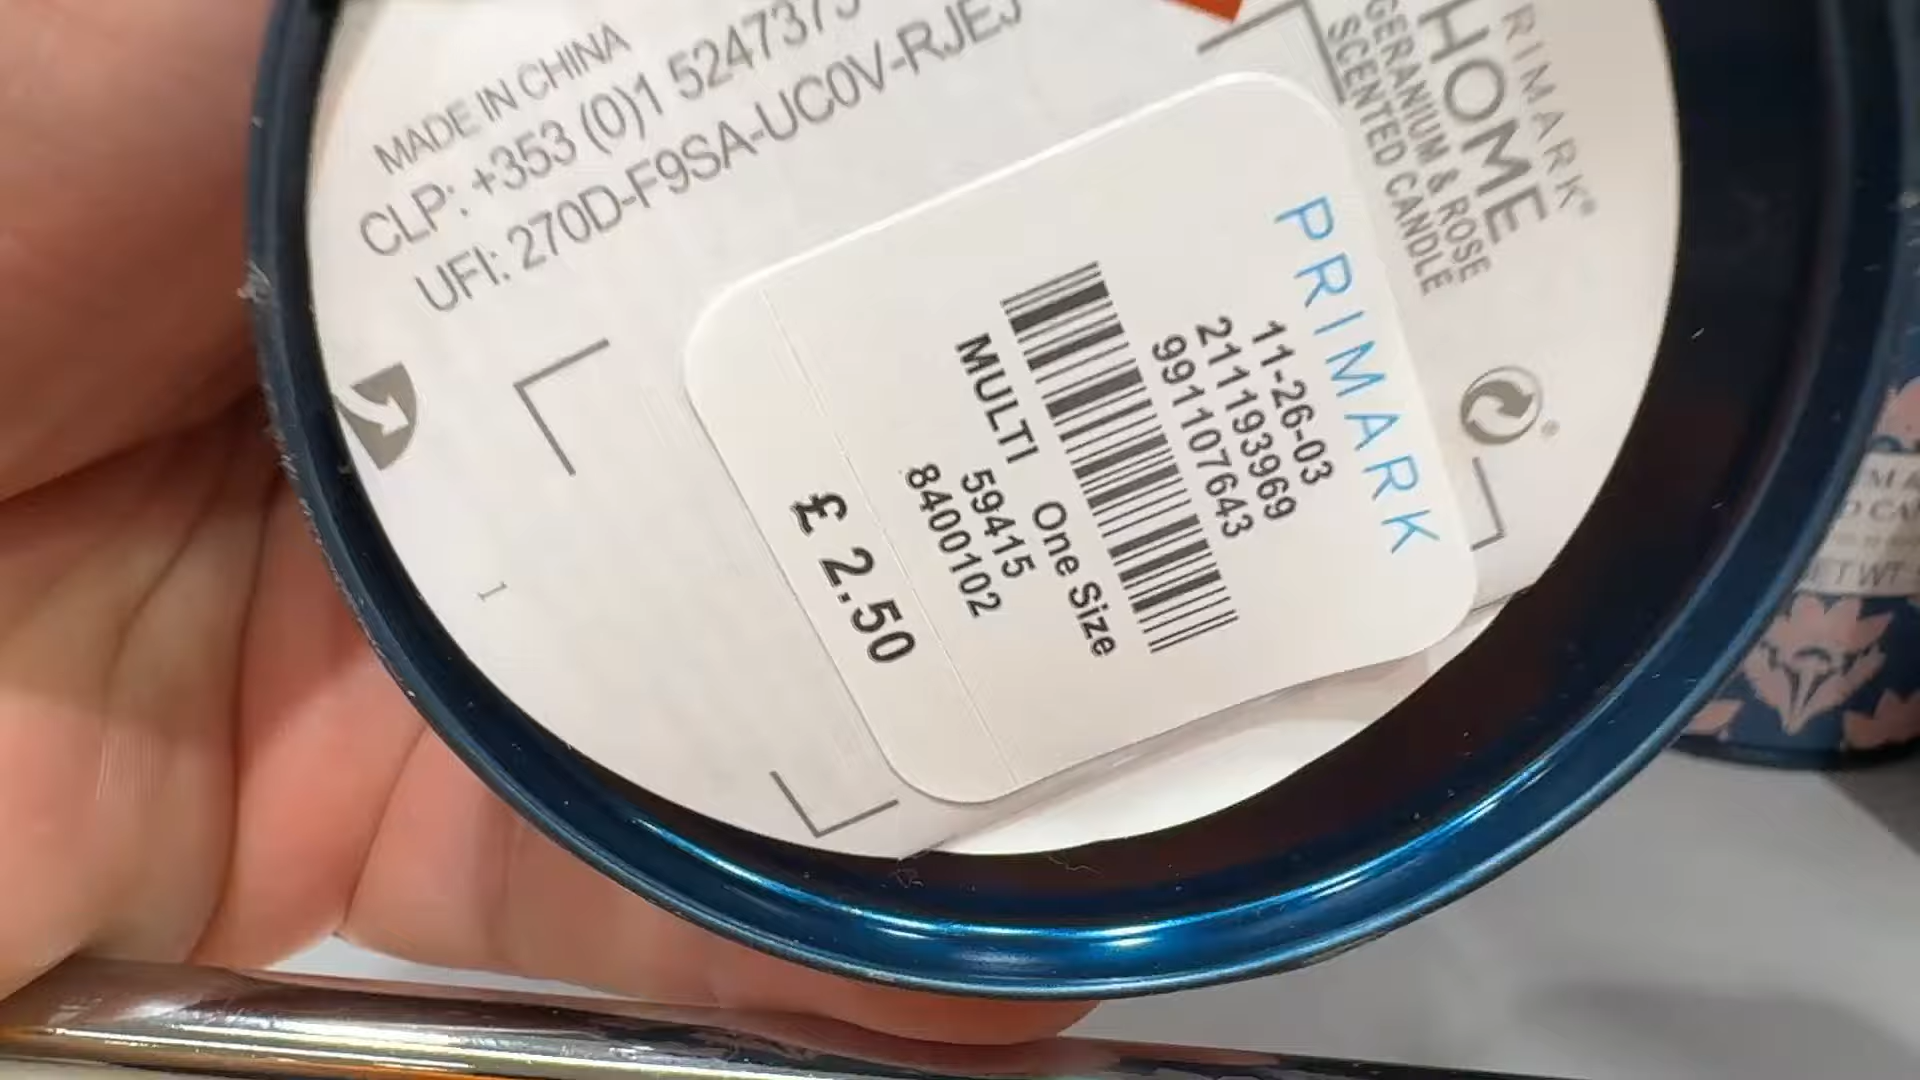 MADE IN CHINA
CLP: +353 (0)1 5247373
UFI: 270D-F9SA-UC0V-RJEJ
PRIMARK®
HOME
GERANIUM & ROSE
SCENTED CANDLE
PRIMARK
11-26-03
211193969
991107643
MULTI One Size
59415
8400102
£ 2.50
1